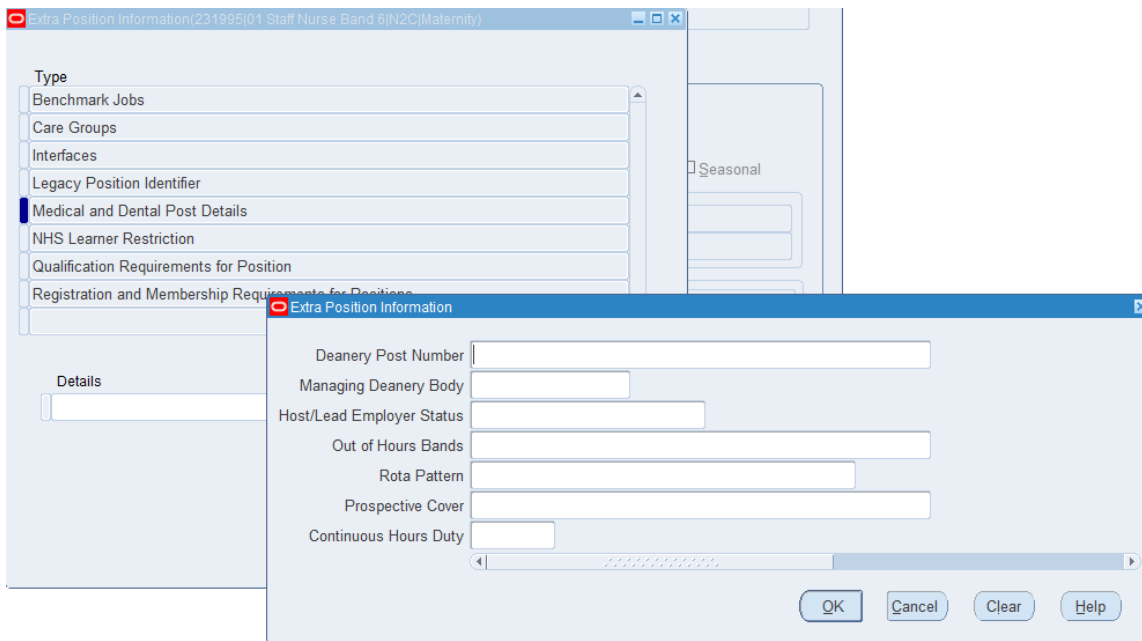 Extra Position Information(231995|01 Staff Nurse Band 6|N2C|Maternity)
Type
Benchmark Jobs
Care Groups
Interfaces
Legacy Position Identifier
Medical and Dental Post Details
NHS Learner Restriction
Qualification Requirements for Position
Registration and Membership Requirements for Positions
Details
Seasonal
Extra Position Information
Deanery Post Number
Managing Deanery Body
Host/Lead Employer Status
Out of Hours Bands
Rota Pattern
Prospective Cover
Continuous Hours Duty
OK Cancel Clear Help